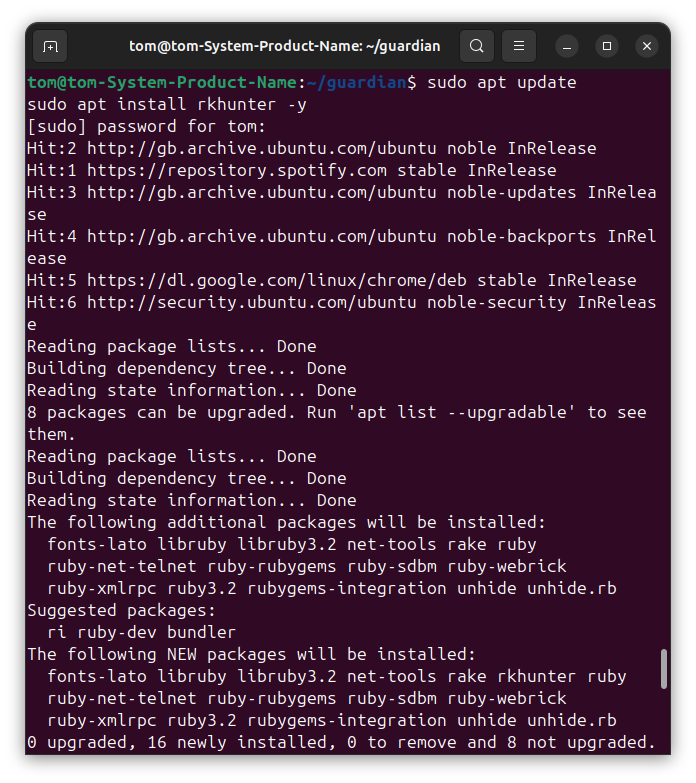 tom@tom-System-Product-Name: ~/guardian
tom@tom-System-Product-Name:~/guardian$ sudo apt update
sudo apt install rkhunter -y
[sudo] password for tom:
Hit:2 http://gb.archive.ubuntu.com/ubuntu noble InRelease
Hit:1 https://repository.spotify.com stable InRelease
Hit:3 http://gb.archive.ubuntu.com/ubuntu noble-updates InRelea
se
Hit:4 http://gb.archive.ubuntu.com/ubuntu noble-backports InRel
ease
Hit:5 https://dl.google.com/linux/chrome/deb stable InRelease
Hit:6 http://security.ubuntu.com/ubuntu noble-security InReleas
e
Reading package lists... Done
Building dependency tree... Done
Reading state information... Done
8 packages can be upgraded. Run 'apt list --upgradable' to see
them.
Reading package lists... Done
Building dependency tree... Done
Reading state information... Done
The following additional packages will be installed:
  fonts-lato libruby libruby3.2 net-tools rake ruby
  ruby-net-telnet ruby-rubygems ruby-sdbm ruby-webrick
  ruby-xmlrpc ruby3.2 rubygems-integration unhide unhide.rb
Suggested packages:
  ri ruby-dev bundler
The following NEW packages will be installed:
  fonts-lato libruby libruby3.2 net-tools rake rkhunter ruby
  ruby-net-telnet ruby-rubygems ruby-sdbm ruby-webrick
  ruby-xmlrpc ruby3.2 rubygems-integration unhide unhide.rb
0 upgraded, 16 newly installed, 0 to remove and 8 not upgraded.